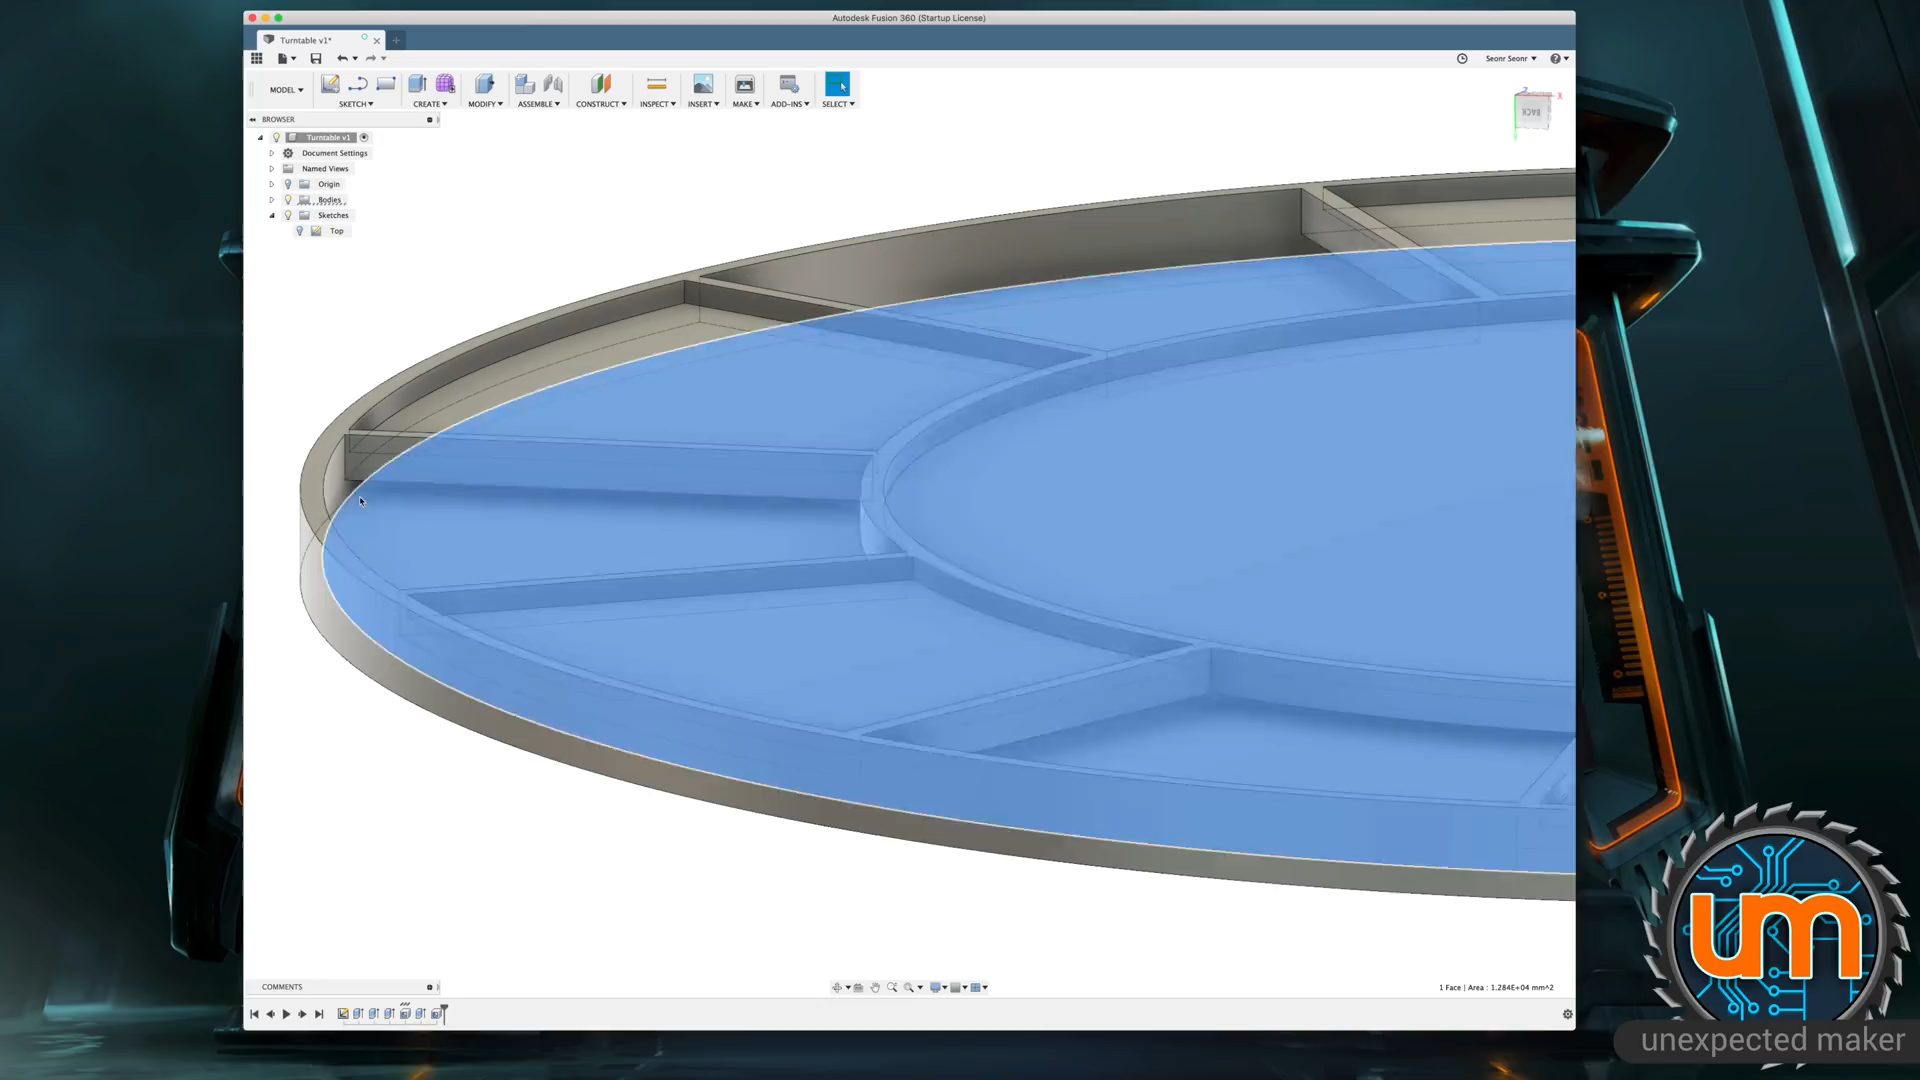 Autodesk Fusion 360 (Startup License)
Turntable v1*
Seonr Seonr
MODEL
SKETCH
CREATE
MODIFY
ASSEMBLE
CONSTRUCT
INSPECT
INSERT
MAKE
ADD-INS
SELECT
BROWSER
Turntable v1
Document Settings
Named Views
Origin
Bodies
Sketches
Top
X
Z
BACK
COMMENTS
1 Face | Area : 1.284E+04 mm^2
um
unexpected maker